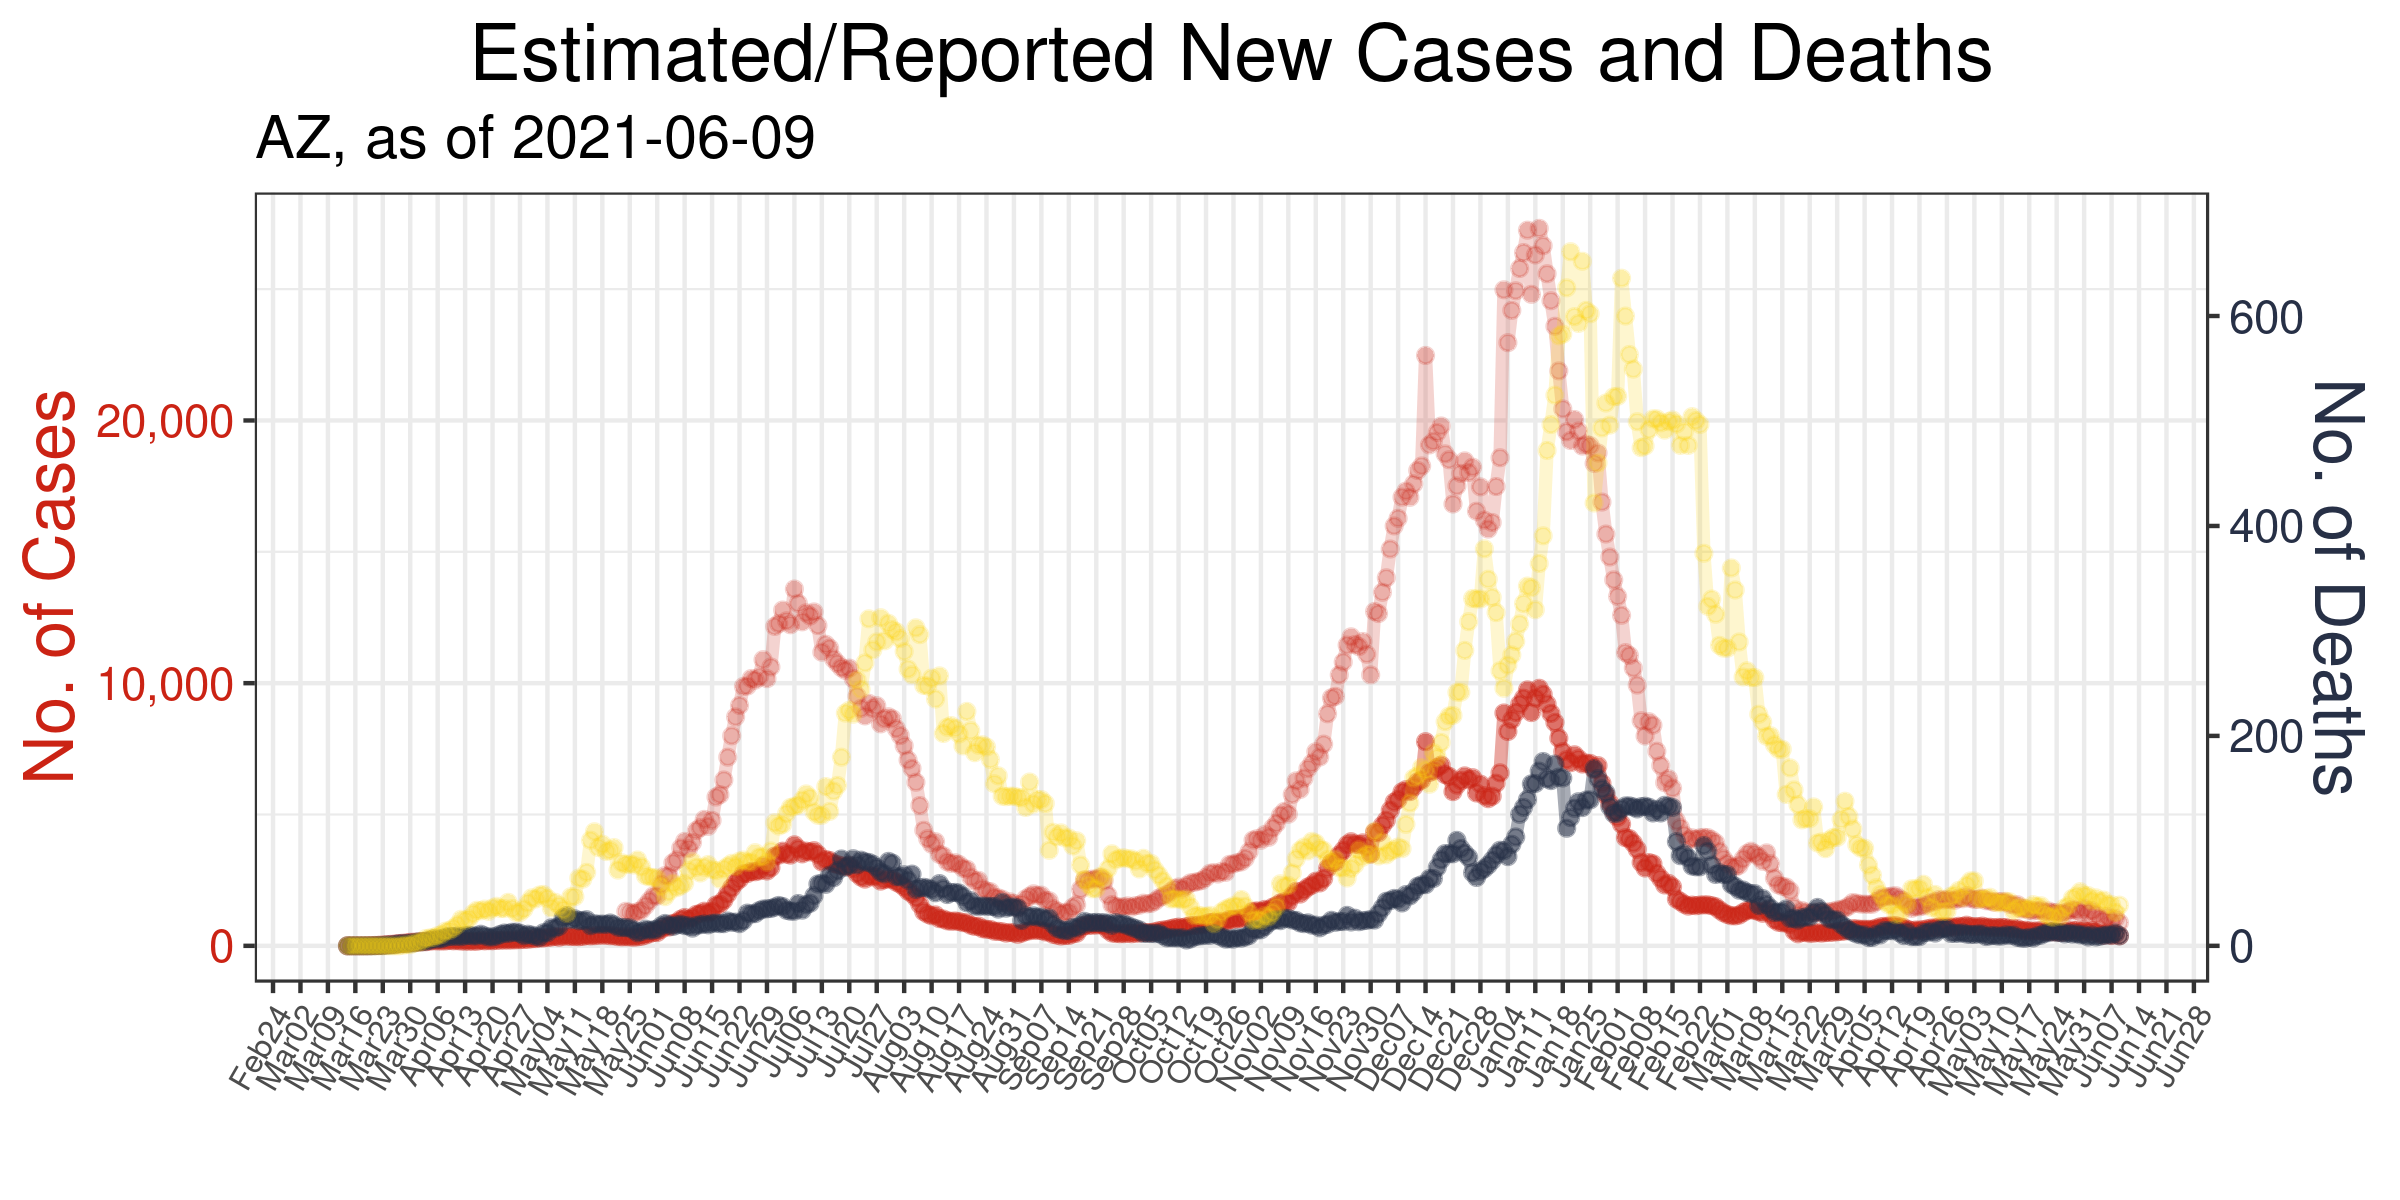 Estimated/Reported New Cases and Deaths
AZ, as of 2021-06-09
No. of Cases
20,000
10,000
0
600
400
200
0
No. of Deaths
Feb24
Mar02
Mar09
Mar16
Mar23
Mar30
Apr06
Apr13
Apr20
Apr27
May04
May11
May18
May25
Jun01
Jun08
Jun15
Jun22
Jun29
Jul06
Jul13
Jul20
Jul27
Aug03
Aug10
Aug17
Aug24
Aug31
Sep07
Sep14
Sep21
Sep28
Oct05
Oct12
Oct19
Oct26
Nov02
Nov09
Nov16
Nov23
Nov30
Dec07
Dec14
Dec21
Dec28
Jan04
Jan11
Jan18
Jan25
Feb01
Feb08
Feb15
Feb22
Mar01
Mar08
Mar15
Mar22
Mar29
Apr05
Apr12
Apr19
Apr26
May03
May10
May17
May24
May31
Jun07
Jun14
Jun21
Jun28